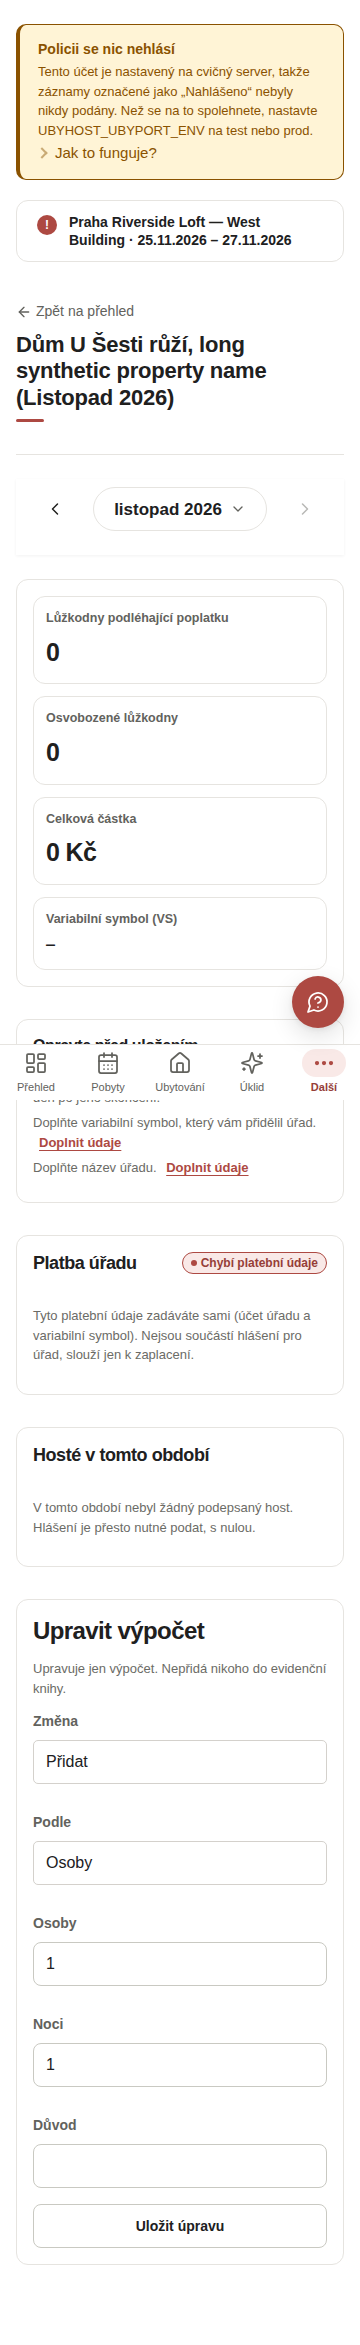 Policii se nic nehlásí
Tento účet je nastavený na cvičný server, takže
záznamy označené jako „Nahlášeno“ nebyly
nikdy podány. Než se na to spolehnete, nastavte
UBYHOST_UBYPORT_ENV na test nebo prod.
Jak to funguje?
Praha Riverside Loft — West
Building · 25.11.2026 – 27.11.2026
Zpět na přehled
Dům U Šesti růží, long
synthetic property name
(Listopad 2026)
listopad 2026
Lůžkodny podléhající poplatku
0
Osvobozené lůžkodny
0
Celková částka
0 Kč
Variabilní symbol (VS)
–
Přehled
Pobyty
Ubytování
Úklid
Další
Doplňte variabilní symbol, který vám přidělil úřad.
Doplnit údaje
Doplňte název úřadu. Doplnit údaje
Platba úřadu
Chybí platební údaje
Tyto platební údaje zadáváte sami (účet úřadu a
variabilní symbol). Nejsou součástí hlášení pro
úřad, slouží jen k zaplacení.
Hosté v tomto období
V tomto období nebyl žádný podepsaný host.
Hlášení je přesto nutné podat, s nulou.
Upravit výpočet
Upravuje jen výpočet. Nepřidá nikoho do evidenční
knihy.
Změna
Přidat
Podle
Osoby
Osoby
1
Noci
1
Důvod
Uložit úpravu